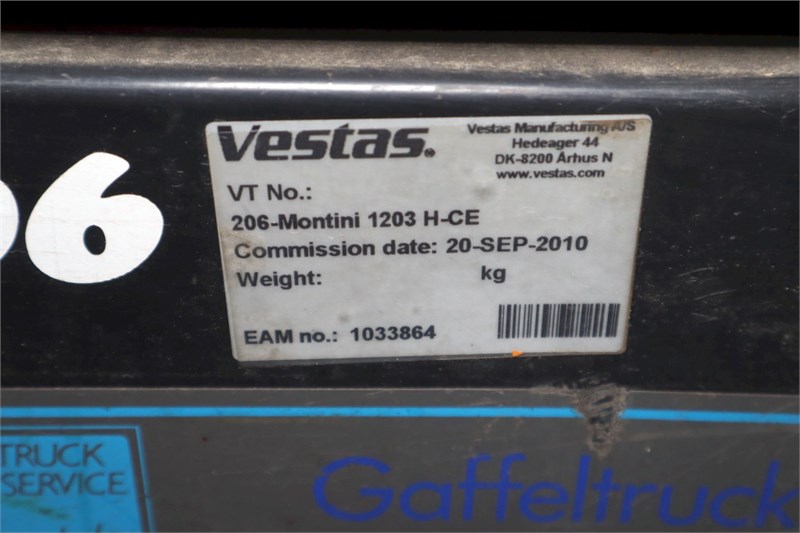 06
Vestas
Vestas Manufacturing A/S
Hedeager 44
DK-8200 Århus N
www.vestas.com
VT No.:
206-Montini 1203 H-CE
Commission date: 20-SEP-2010
Weight: kg
EAM no.: 1033864
TRUCK
SERVICE
Gaffeltruck